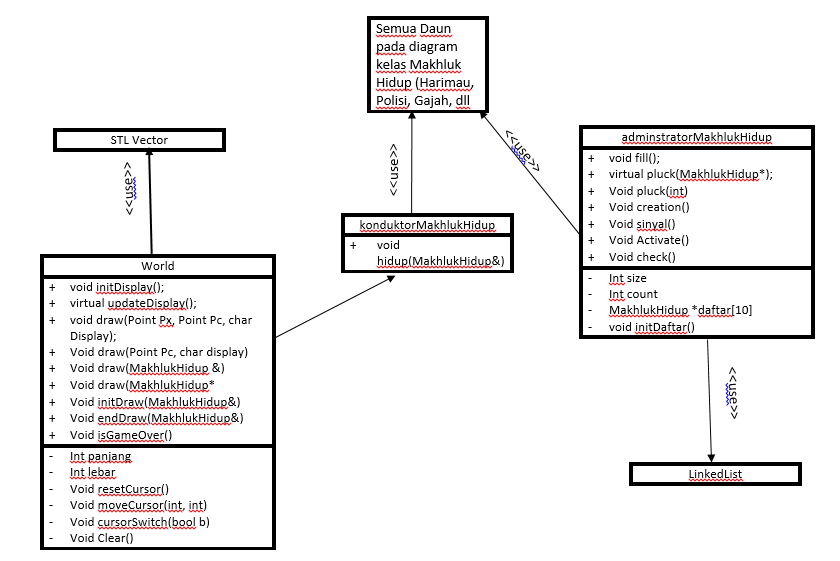 Semua Daun
pada diagram
kelas Makhluk
Hidup (Harimau,
Polisi, Gajah, dll
STL Vector
<<use>>
<<use>>
<<use>>
adminstratorMakhlukHidup
+ void fill();
+ virtual pluck(MakhlukHidup*);
+ Void pluck(int)
+ Void creation()
+ Void sinyal()
+ Void Activate()
+ Void check()
- Int size
- Int count
- MakhlukHidup *daftar[10]
- void initDaftar()
konduktorMakhlukHidup
+ void
hidup(MakhlukHidup&)
World
+ void initDisplay();
+ virtual updateDisplay();
+ void draw(Point Px, Point Pc, char
Display);
+ Void draw(Point Pc, char display)
+ Void draw(MakhlukHidup &)
+ Void draw(MakhlukHidup*
+ Void initDraw(MakhlukHidup&)
+ Void endDraw(MakhlukHidup&)
+ Void isGameOver()
- Int panjang
- Int lebar
- Void resetCursor()
- Void moveCursor(int, int)
- Void cursorSwitch(bool b)
- Void Clear()
<<use>>
LinkedList